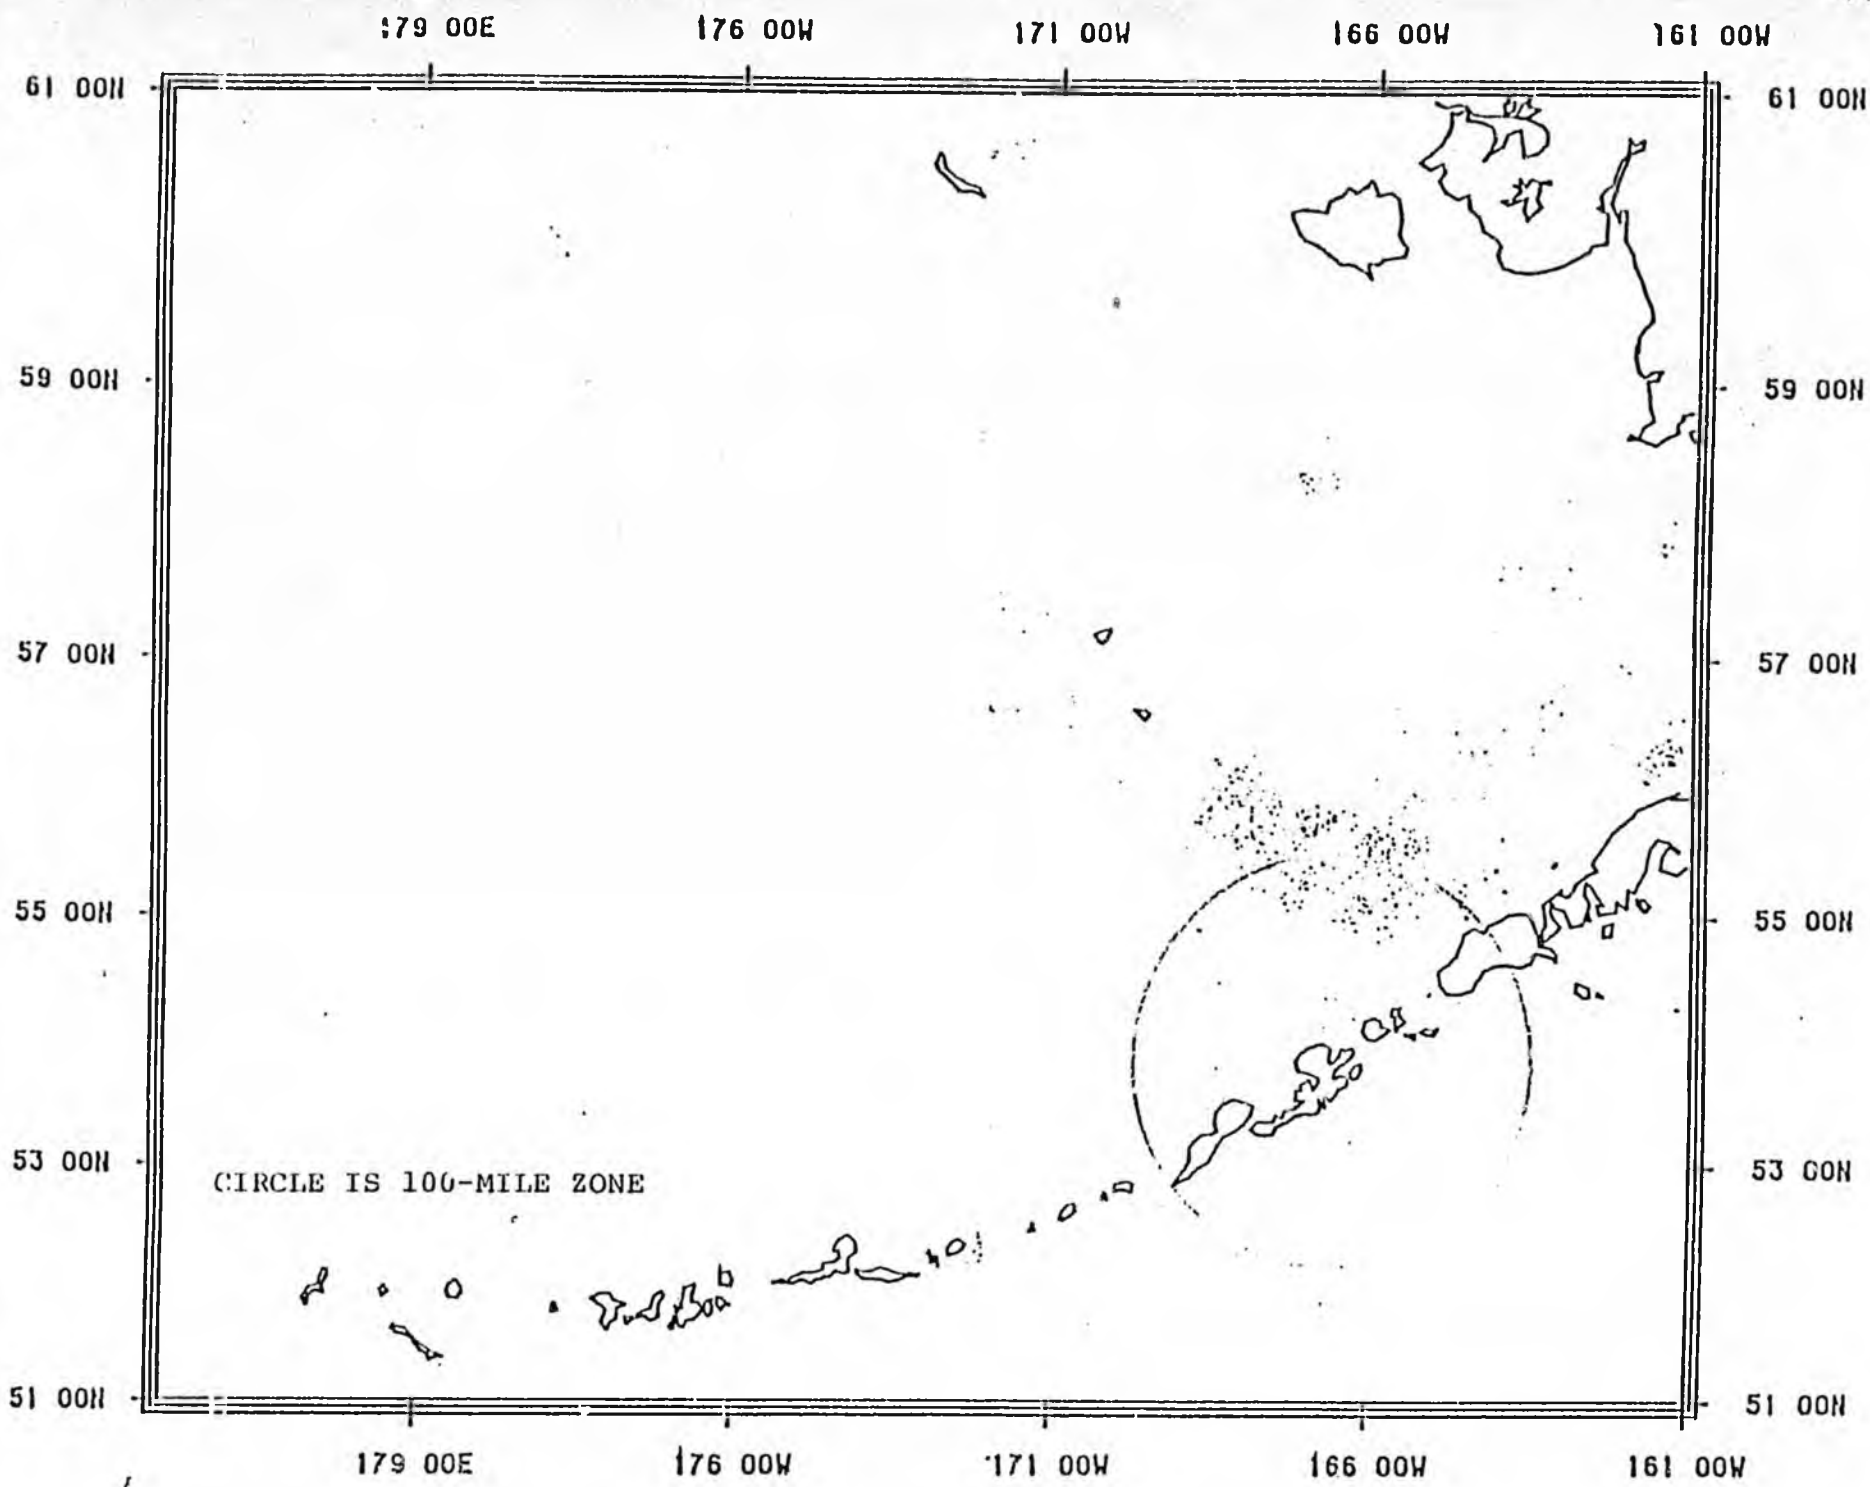 179 00E 176 00W 171 00W 166 00W 161 00W
61 00N 61 00N
59 00N 59 00N
57 00N 57 00N
55 00N 55 00N
53 00N 53 00N
CIRCLE IS 100-MILE ZONE
51 00N 51 00N
179 00E 176 00W 171 00W 166 00W 161 00W